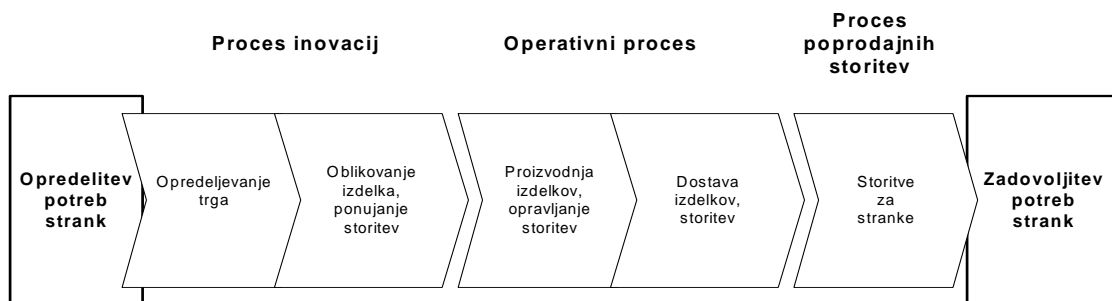 Proces inovacij
Operativni proces
Proces
poprodajnih
storitev
Opredelitev
potreb
strank
Opredeljevanje
trga
Oblikovanje
izdelka,
ponujanje
storitev
Proizvodnja
izdelkov,
opravljanje
storitev
Dostava
izdelkov,
storitev
Storitve
za
stranke
Zadovoljitev
potreb
strank